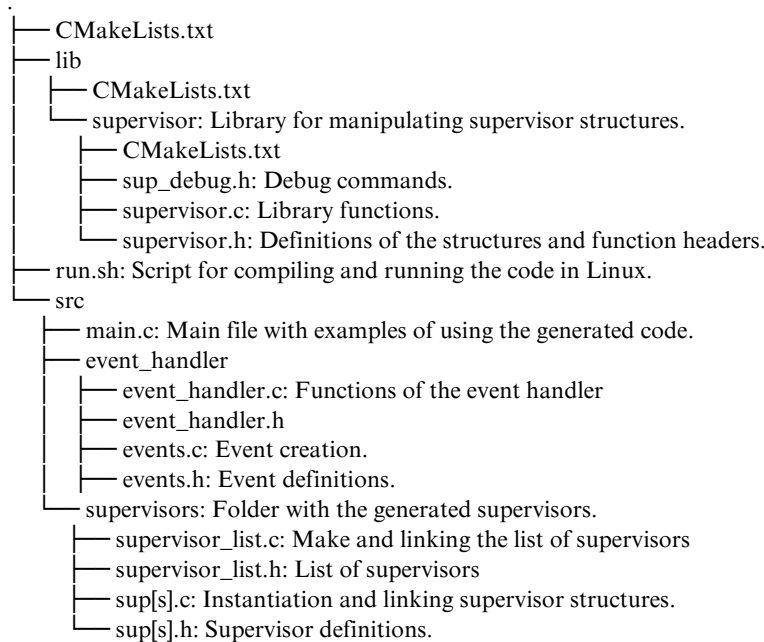 .
├── CMakeLists.txt
├── lib
│   ├── CMakeLists.txt
│   └── supervisor: Library for manipulating supervisor structures.
│       ├── CMakeLists.txt
│       ├── sup_debug.h: Debug commands.
│       ├── supervisor.c: Library functions.
│       └── supervisor.h: Definitions of the structures and function headers.
├── run.sh: Script for compiling and running the code in Linux.
└── src
    ├── main.c: Main file with examples of using the generated code.
    ├── event_handler
    │   ├── event_handler.c: Functions of the event handler
    │   ├── event_handler.h
    │   ├── events.c: Event creation.
    │   ├── events.h: Event definitions.
    └── supervisors: Folder with the generated supervisors.
        ├── supervisor_list.c: Make and linking the list of supervisors
        ├── supervisor_list.h: List of supervisors
        ├── sup[s].c: Instantiation and linking supervisor structures.
        └── sup[s].h: Supervisor definitions.